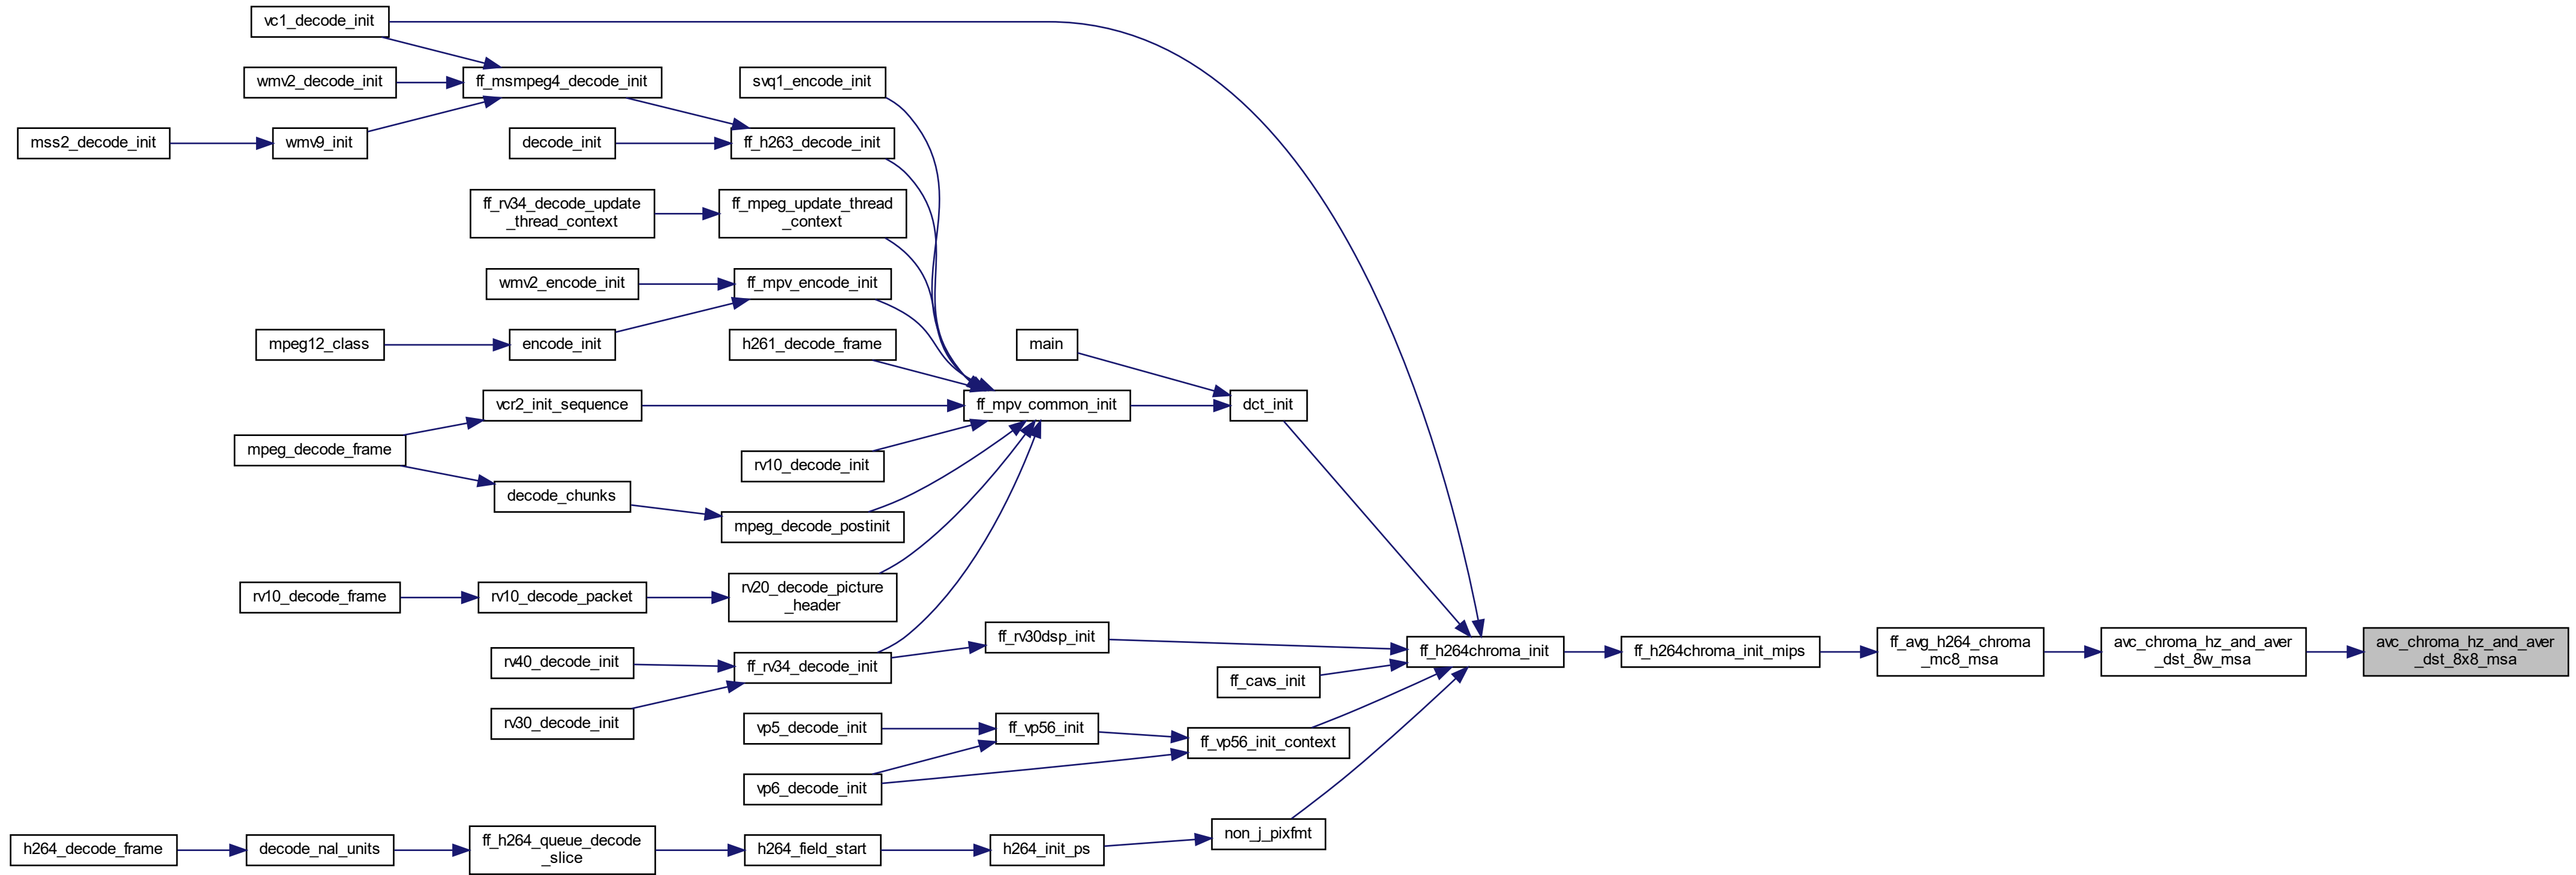 vc1_decode_init
wmv2_decode_init
ff_msmpeg4_decode_init
svq1_encode_init
mss2_decode_init
wmv9_init
decode_init
ff_h263_decode_init
ff_rv34_decode_update
_thread_context
ff_mpeg_update_thread
_context
wmv2_encode_init
ff_mpv_encode_init
mpeg12_class
encode_init
h261_decode_frame
main
vcr2_init_sequence
ff_mpv_common_init
dct_init
mpeg_decode_frame
rv10_decode_init
decode_chunks
mpeg_decode_postinit
rv10_decode_frame
rv10_decode_packet
rv20_decode_picture
_header
ff_rv30dsp_init
rv40_decode_init
ff_rv34_decode_init
ff_cavs_init
ff_h264chroma_init
ff_h264chroma_init_mips
ff_avg_h264_chroma
_mc8_msa
avc_chroma_hz_and_aver
_dst_8w_msa
avc_chroma_hz_and_aver
_dst_8x8_msa
rv30_decode_init
vp5_decode_init
ff_vp56_init
ff_vp56_init_context
vp6_decode_init
non_j_pixfmt
h264_decode_frame
decode_nal_units
ff_h264_queue_decode
_slice
h264_field_start
h264_init_ps